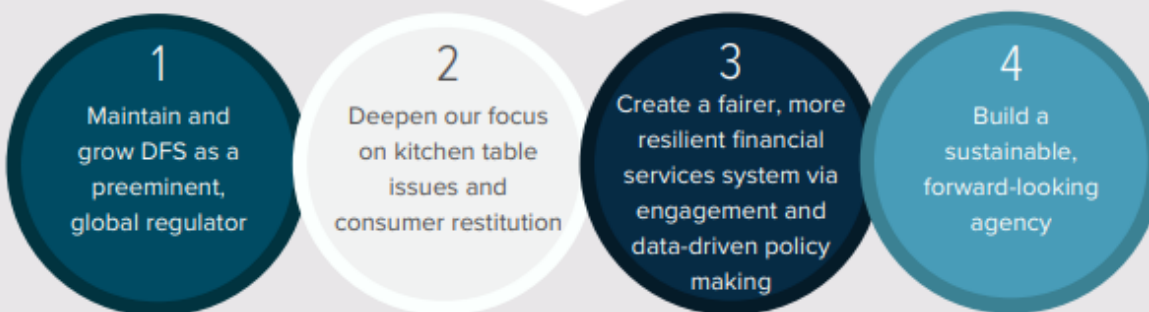 1
Maintain and
grow DFS as a
preeminent,
global regulator
2
Deepen our focus
on kitchen table
issues and
consumer restitution
3
Create a fairer, more
resilient financial
services system via
engagement and
data-driven policy
making
4
Build a
sustainable,
forward-looking
agency